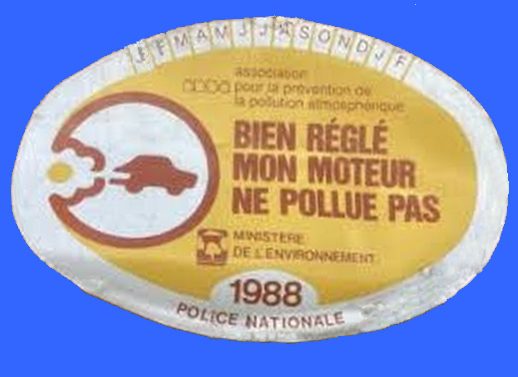 J F M A M J J A S O N D J F
association
appa pour la prévention de
la pollution atmosphérique
BIEN RÉGLÉ
MON MOTEUR
NE POLLUE PAS
MINISTERE
DE L'ENVIRONNEMENT
1988
POLICE NATIONALE